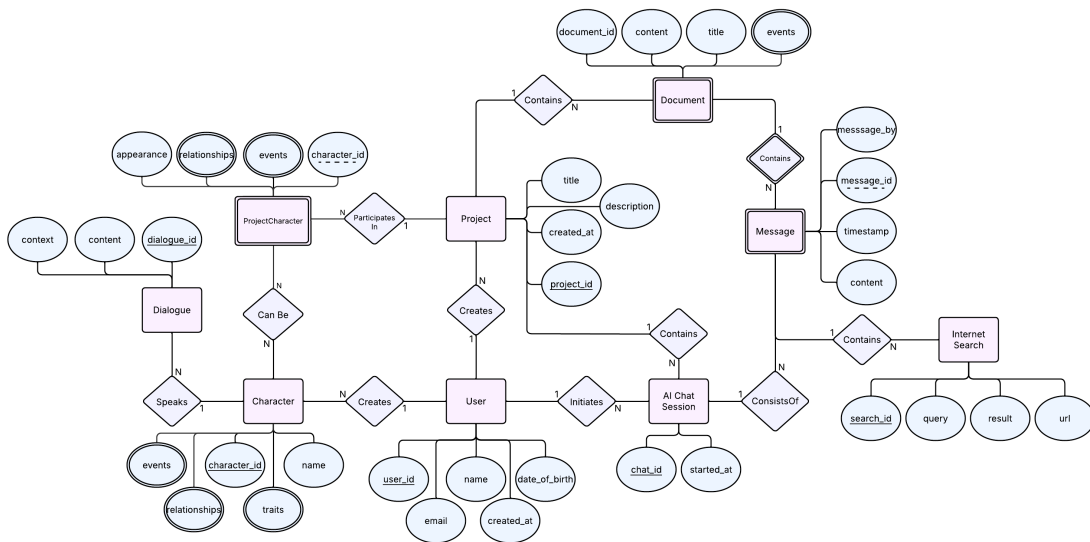 document_id
content
title
events
1
Contains
N
Document
messsage_by
1
appearance
relationships
events
character_id
Contains
message_id
title
N
description
ProjectCharacter
N
Participates
In
1
Project
Message
timestamp
context
content
dialogue_id
created_at
content
project_id
N
N
Dialogue
Can Be
Creates
1
Contains
1
Contains
N
Internet
Search
N
1
N
N
N
Speaks
1
Character
N
Creates
1
User
1
Initiates
N
AI Chat
Session
1
ConsistsOf
search_id
query
result
url
events
character_id
name
user_id
name
date_of_birth
chat_id
started_at
relationships
traits
email
created_at